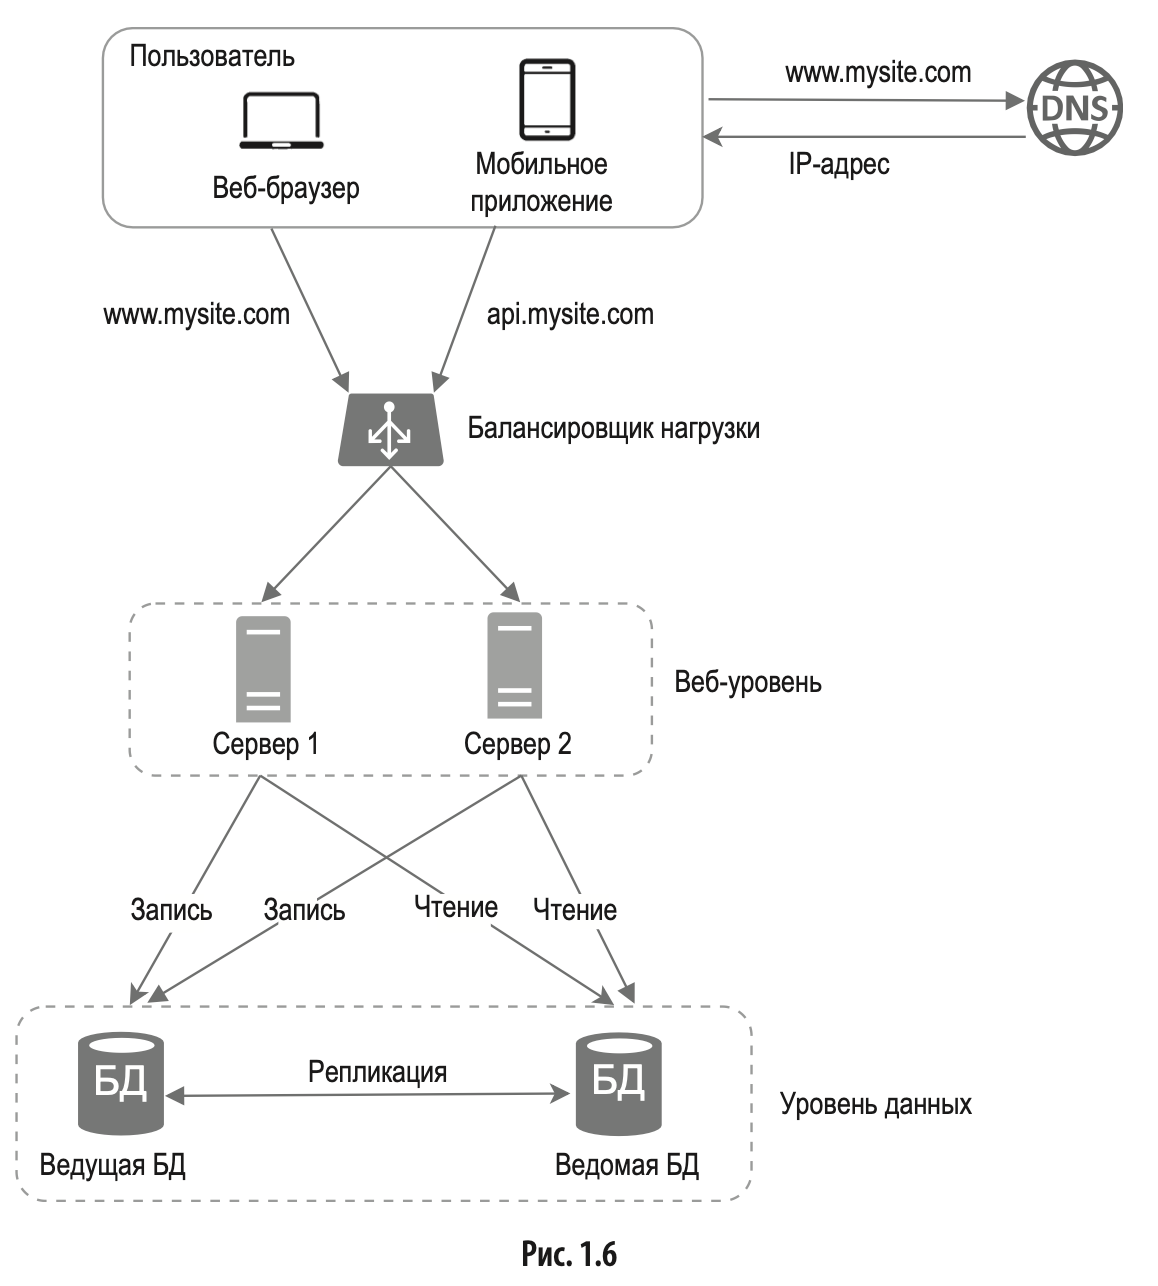 Пользователь
www.mysite.com
DNS
IP-адрес
Веб-браузер
Мобильное
приложение
www.mysite.com
api.mysite.com
Балансировщик нагрузки
Веб-уровень
Сервер 1
Сервер 2
Запись
Запись
Чтение
Чтение
БД
Репликация
БД
Уровень данных
Ведущая БД
Ведомая БД
Рис. 1.6